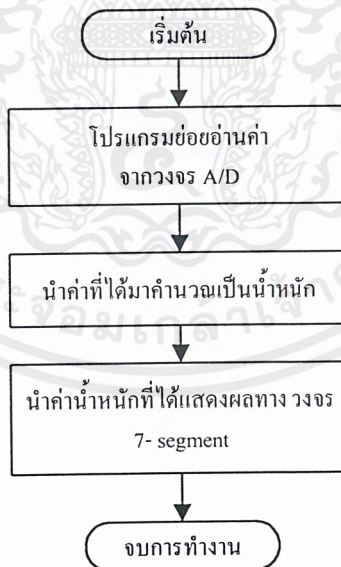 เริ่มต้น
โปรแกรมย่อยอ่านค่า
จากวงจร A/D
นำค่าที่ได้มาคำนวณเป็นน้ำหนัก
นำค่าน้ำหนักที่ได้แสดงผลทาง วงจร
7- segment
จบการทำงาน